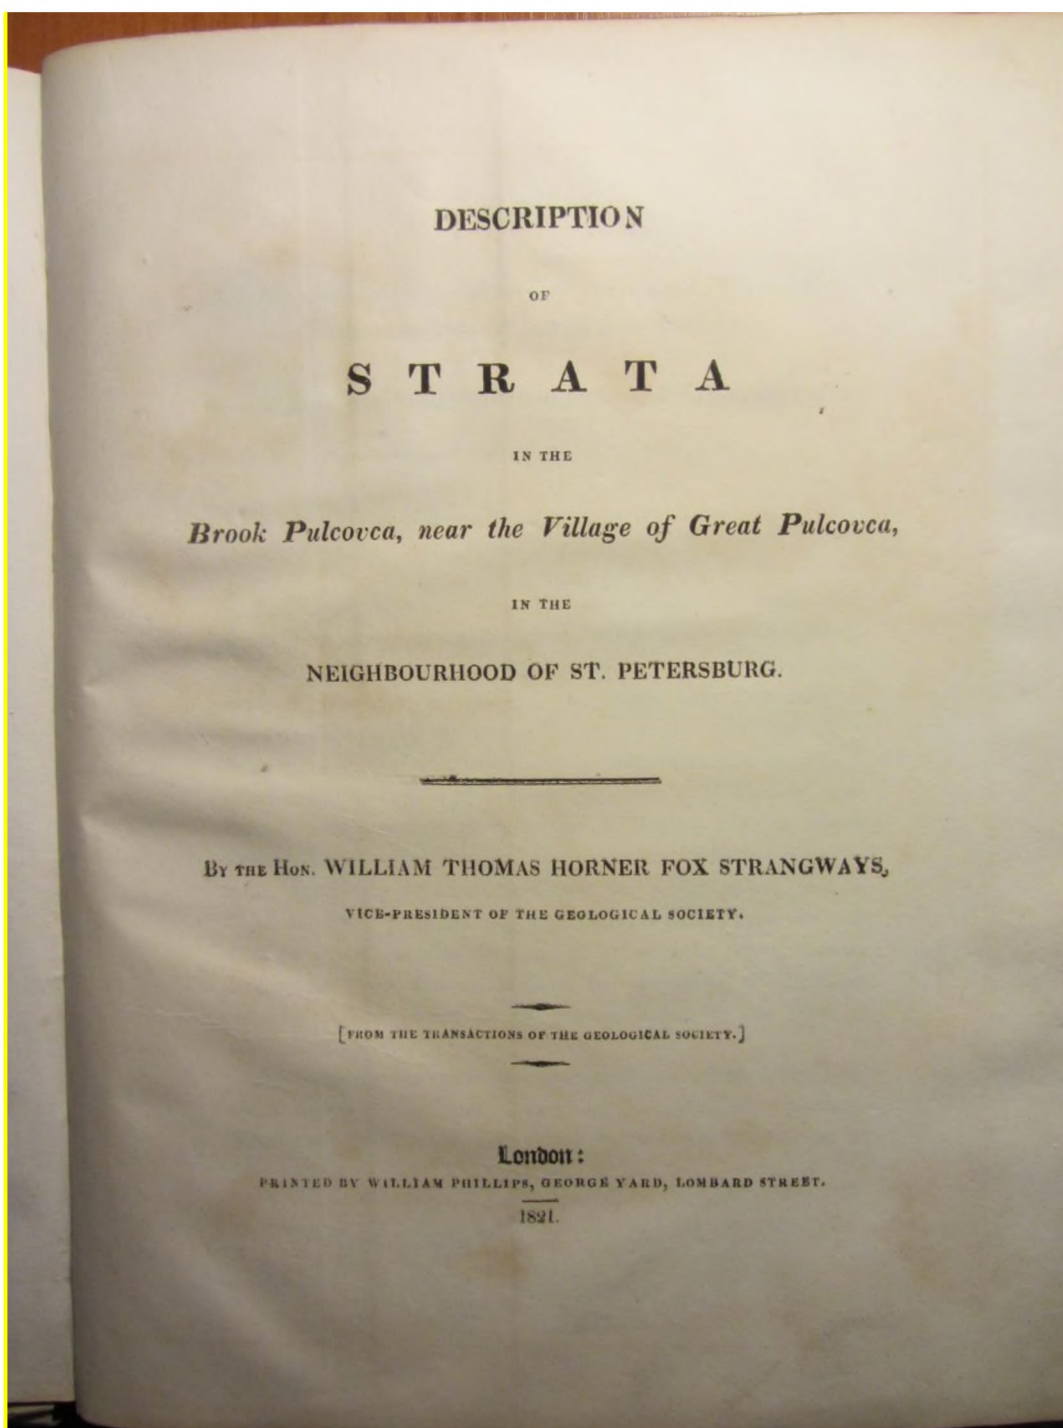 DESCRIPTION
OF
STRATA
IN THE
Brook Pulcovca, near the Village of Great Pulcovca,
IN THE
NEIGHBOURHOOD OF ST. PETERSBURG.
BY THE HON. WILLIAM THOMAS HORNER FOX STRANGWAYS,
VICE-PRESIDENT OF THE GEOLOGICAL SOCIETY.
[FROM THE TRANSACTIONS OF THE GEOLOGICAL SOCIETY.]
London:
PRINTED BY WILLIAM PHILLIPS, GEORGE YARD, LOMBARD STREET.
1821.